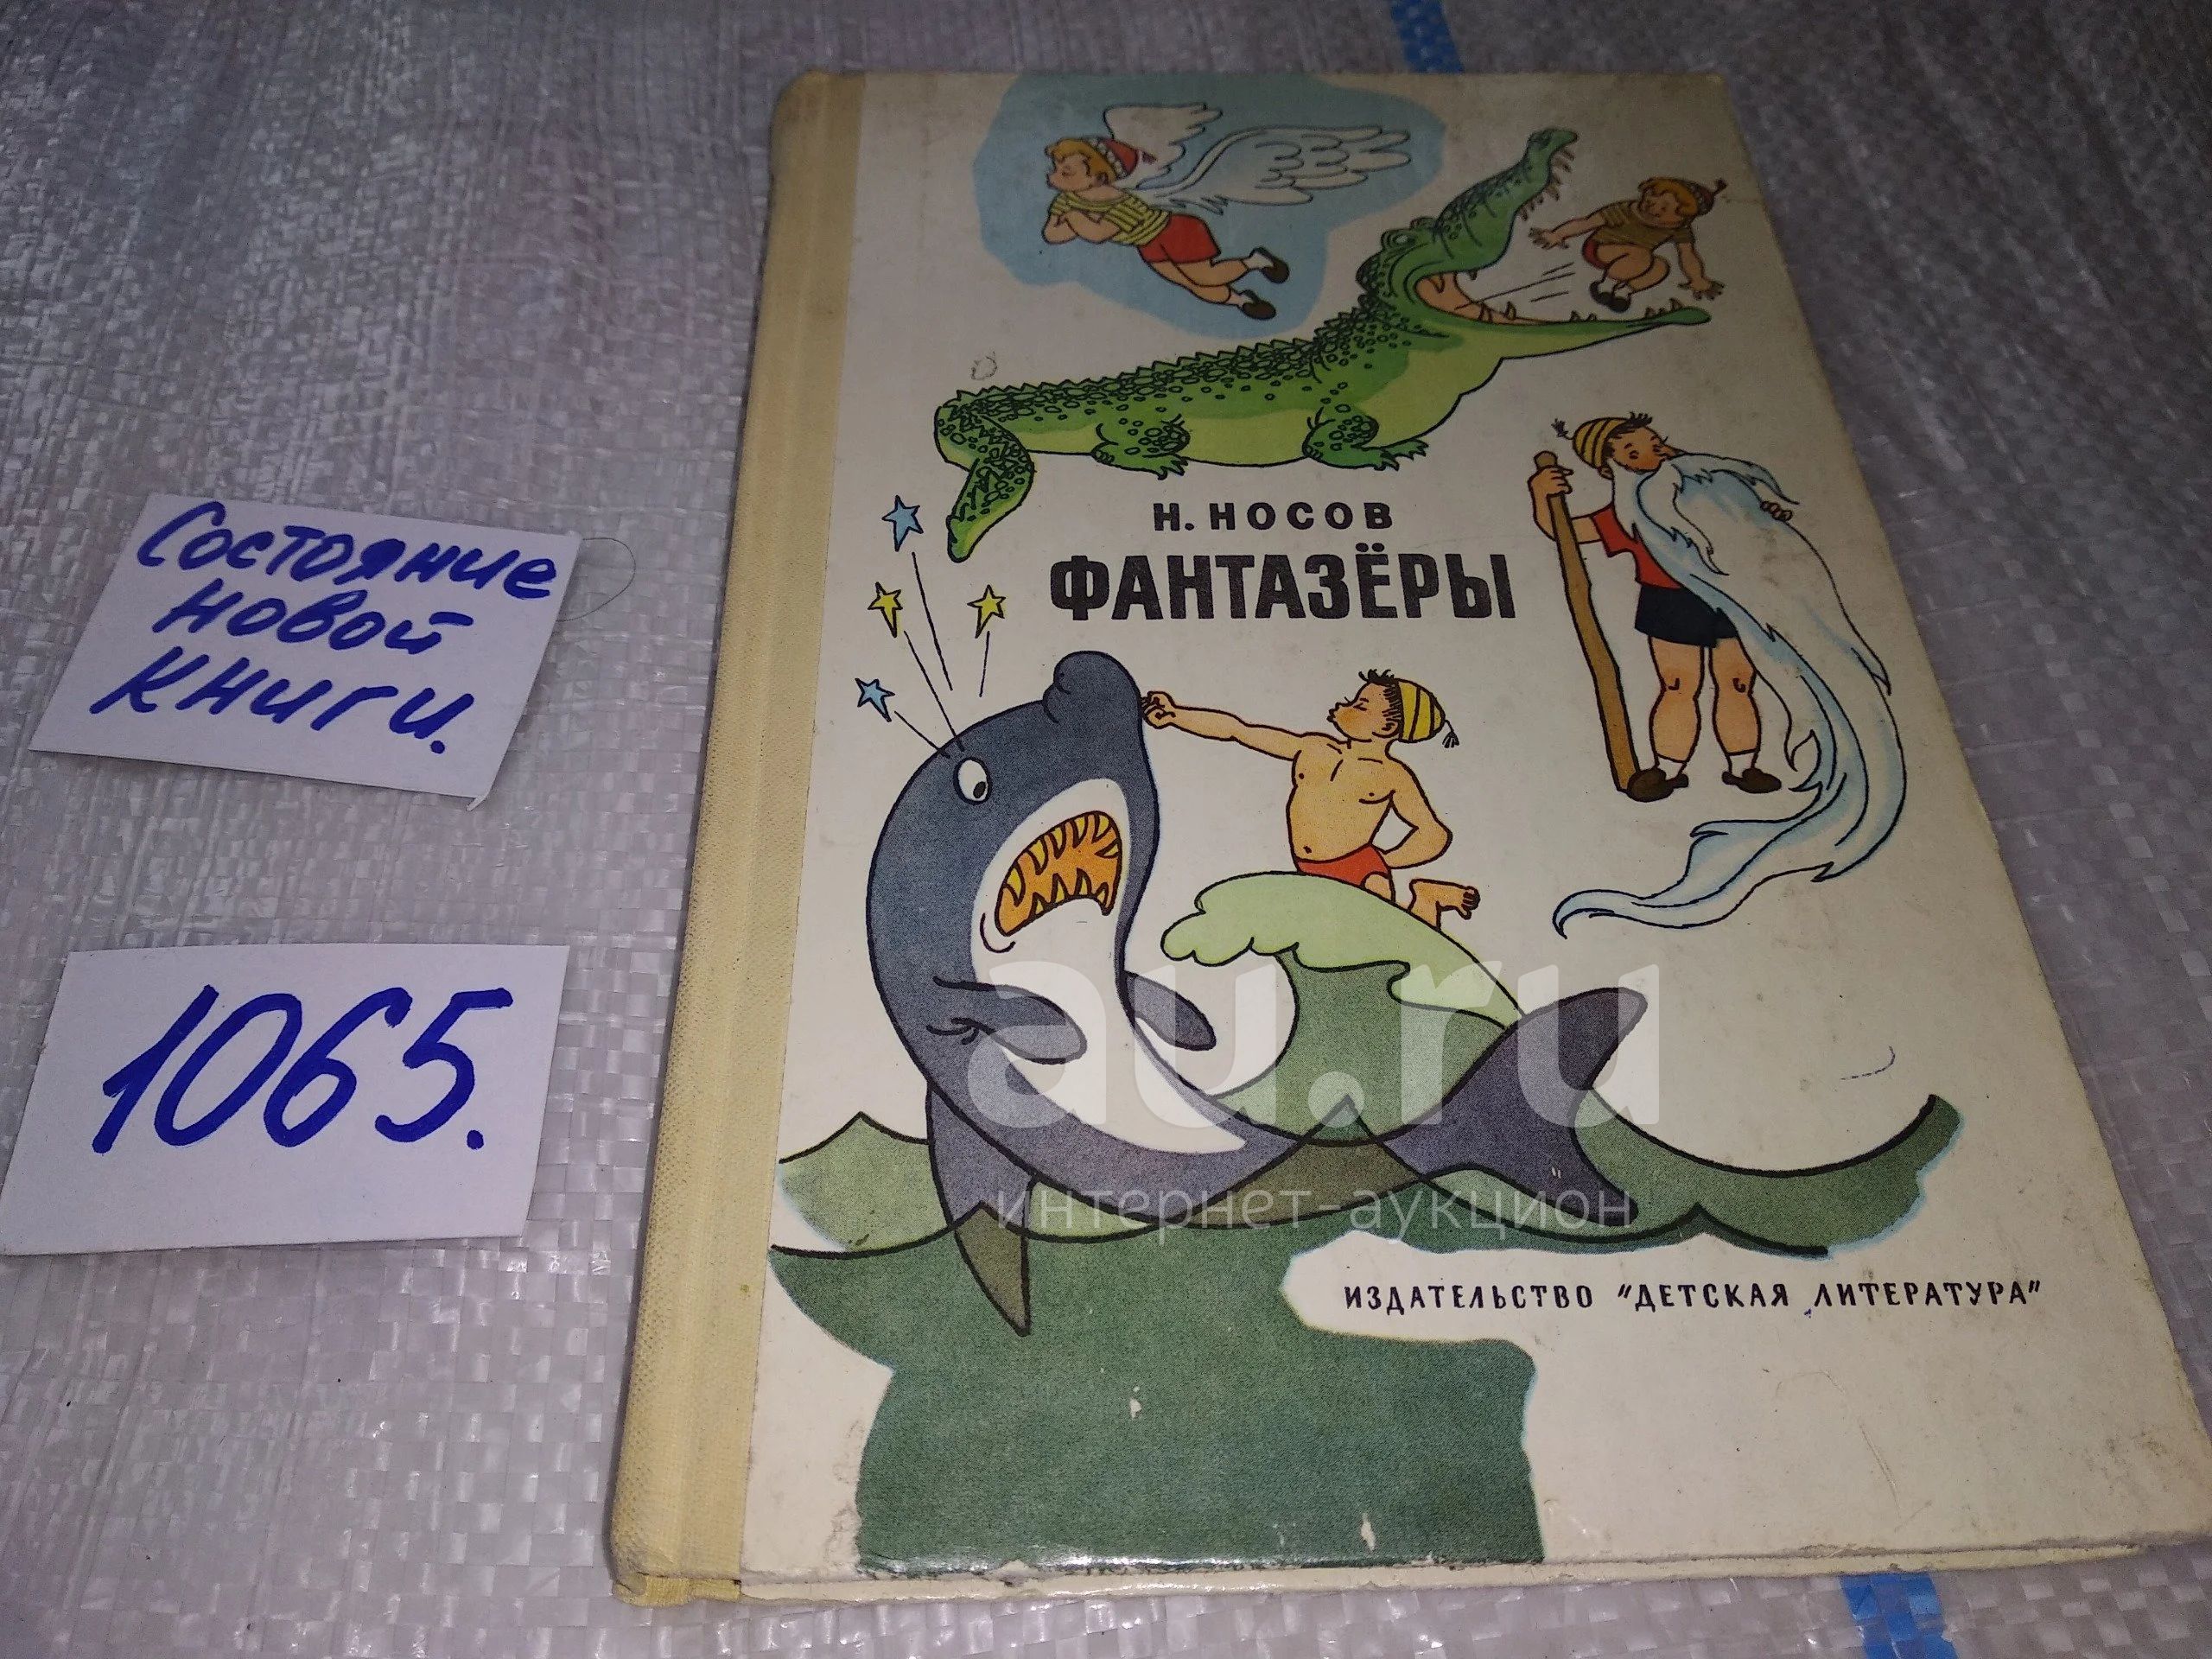 Состояние
новой
книги.
1065.
Н. НОСОВ
ФАНТАЗЁРЫ
au.ru
интернет-аукцион
ИЗДАТЕЛЬСТВО "ДЕТСКАЯ ЛИТЕРАТУРА"